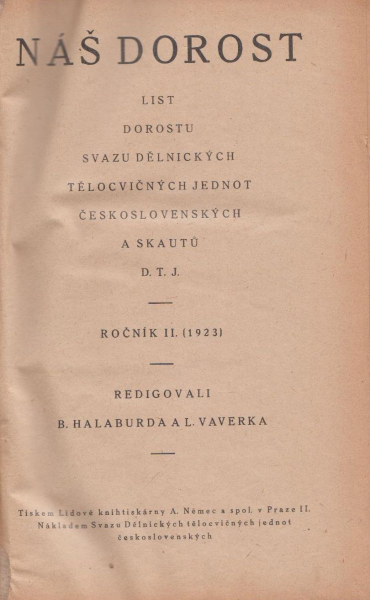 NÁŠ DOROST
LIST
DOROSTU
SVAZU DĚLNICKÝCH
TĚLOCVIČNÝCH JEDNOT
ČESKOSLOVENSKÝCH
A SKAUTŮ
D. T. J.
ROČNÍK II. (1923)
REDIGOVALI
B. HALABURDA A L. VAVERKA
Tiskem Lidové knihtiskárny A. Němec a spol. v Praze II.
Nákladem Svazu Dělnických tělocvičných jednot
československých